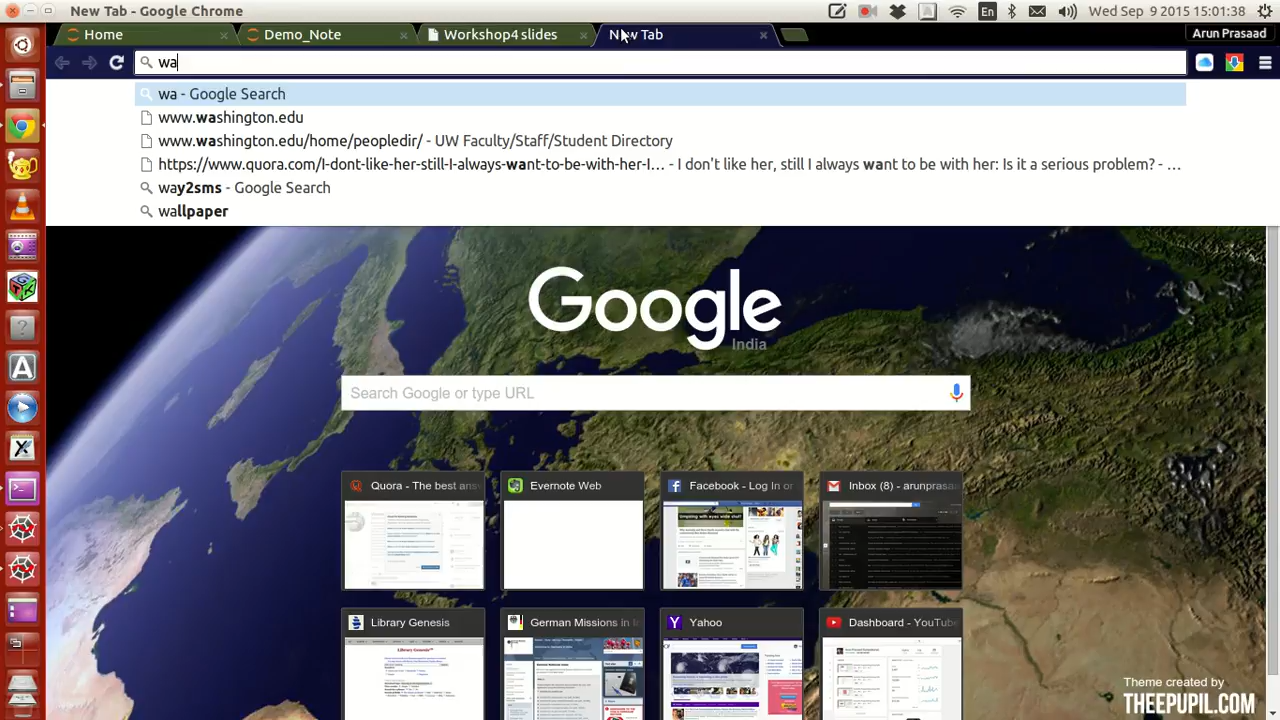 New Tab - Google Chrome
En
Wed Sep 9 2015 15:01:38
Home
Demo_Note
Workshop4 slides
New Tab
Arun Prasaad
wa
wa - Google Search
www.washington.edu
www.washington.edu/home/peopledir/ - UW Faculty/Staff/Student Directory
https://www.quora.com/I-dont-like-her-still-I-always-want-to-be-with-her-I... - I don't like her, still I always want to be with her: Is it a serious problem? - ...
way2sms - Google Search
wallpaper
Google
India
Search Google or type URL
Quora - The best ans
Evernote Web
Facebook - Log In or
Inbox (8) - arunprasa
Library Genesis
German Missions in
Yahoo
Dashboard - YouTube
Theme created by
THEEPUPIL.COM